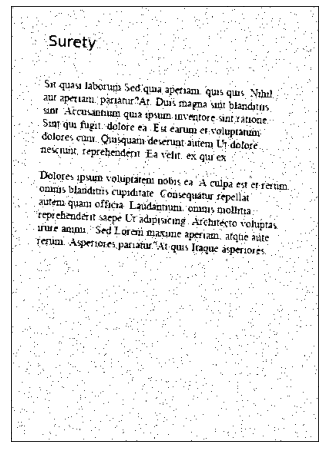 Surety
Sit quasi laborum Sed quia aperiam, quis quis. Nihil
aut aperiam, pariatur? At. Duis magna sint blanditiis
sint. Accusantium quia ipsum inventore sint ratione
Sint qui fugit, dolore ea. Est earum et voluptatum
dolores cum. Quisquam deserunt autem Ut dolore
nesciunt, reprehenderit. Ea velit, ex qui ex
Dolores ipsum voluptatem nobis ea. A culpa est et rerum
omnis blanditiis cupiditate. Consequatur repellat
autem quam officia. Laudantium, omnis mollitia
reprehenderit saepe Ut adipisicing. Architecto voluptas
irure animi. Sed Lorem maxime aperiam, atque aute
rerum. Asperiores pariatur? At quis Itaque asperiores